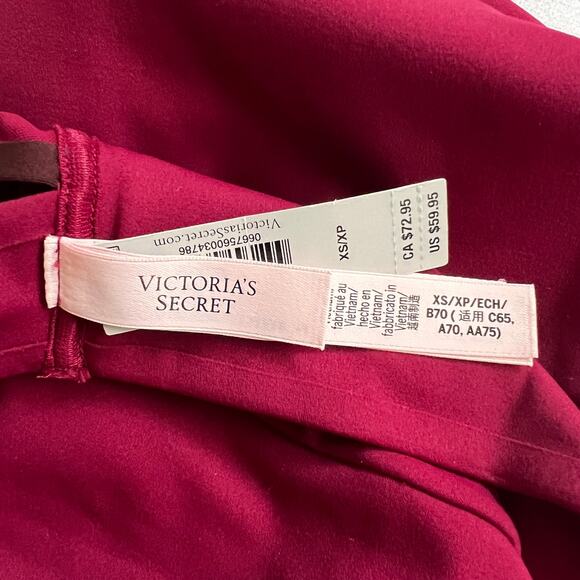 VictoriasSecret.com
0667560034786
XS/XP
CA $72.95
US $59.95
VICTORIA'S
SECRET
fabriqué au
Vietnam/
hecho en
Vietnam/
fabbricato in
Vietnam/
越南制造
XS/XP/ECH/
B70 (适用 C65,
A70, AA75)